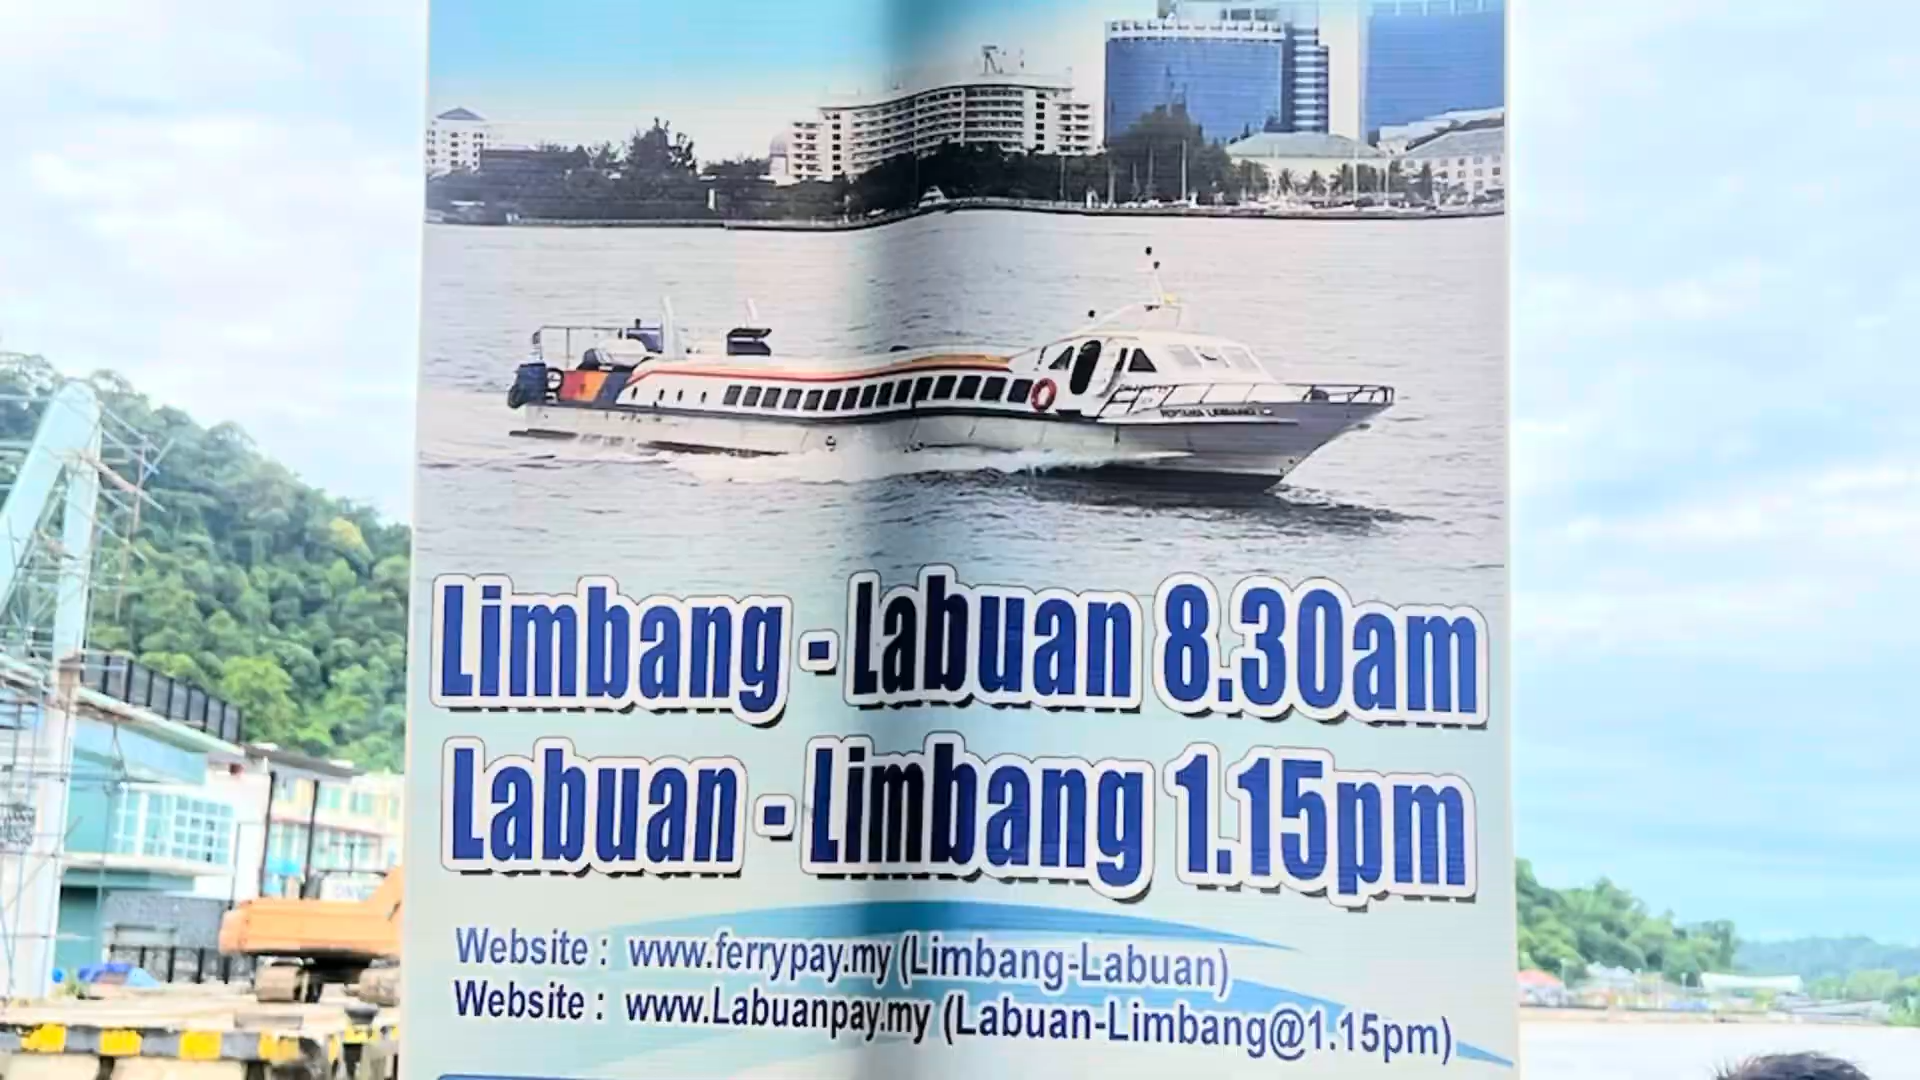 Limbang - Labuan 8.30am
Labuan - Limbang 1.15pm
Website : www.ferrypay.my (Limbang-Labuan)
Website : www.Labuanpay.my (Labuan-Limbang@1.15pm)